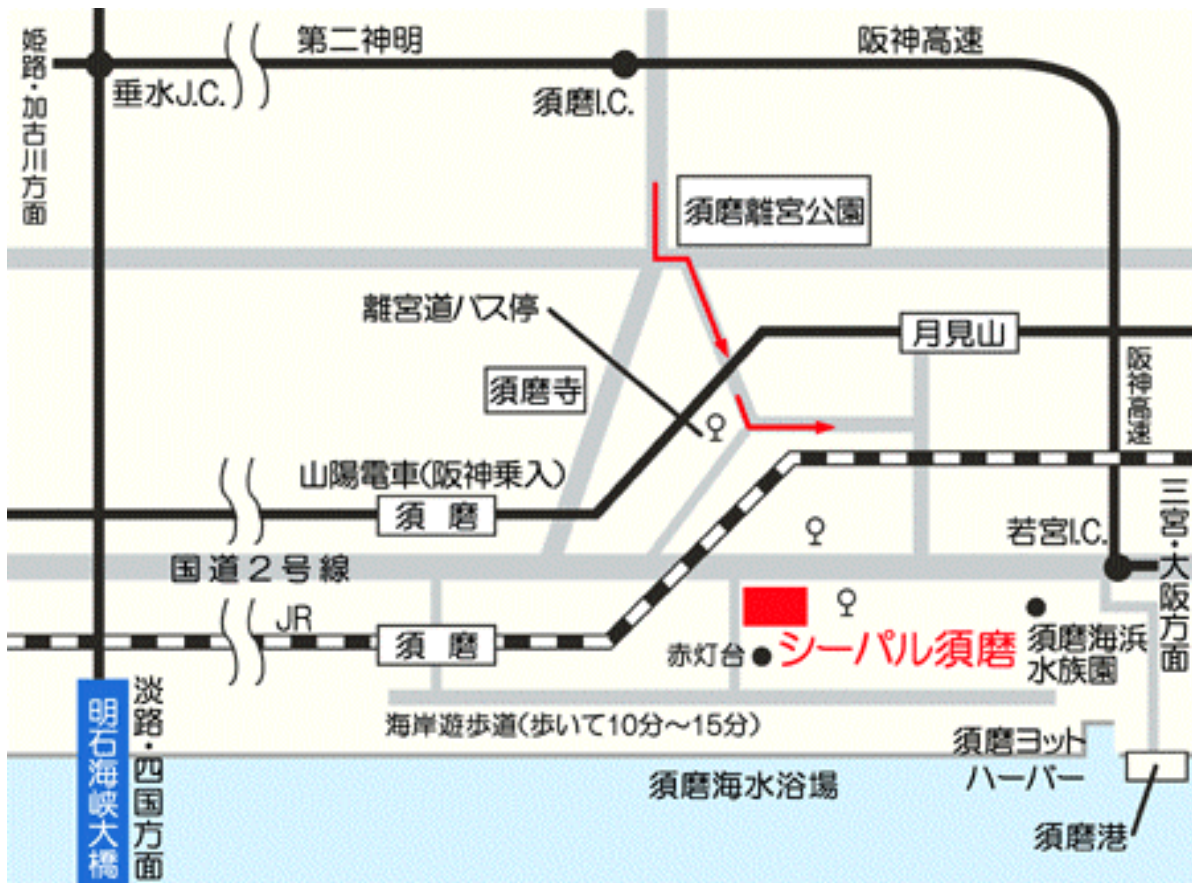 第二神明
阪神高速
姫路・加古川方面
垂水J.C.
須磨I.C.
須磨離宮公園
離宮道バス停
月見山
阪神高速
須磨寺
山陽電車(阪神乗入)
須 磨
三宮・大阪方面
若宮I.C.
国道2号線
JR
須 磨
赤灯台
シーパル須磨
須磨海浜
水族園
淡路・四国方面
明石海峡大橋
海岸遊歩道(歩いて10分〜15分)
須磨ヨット
ハーバー
須磨海水浴場
須磨港